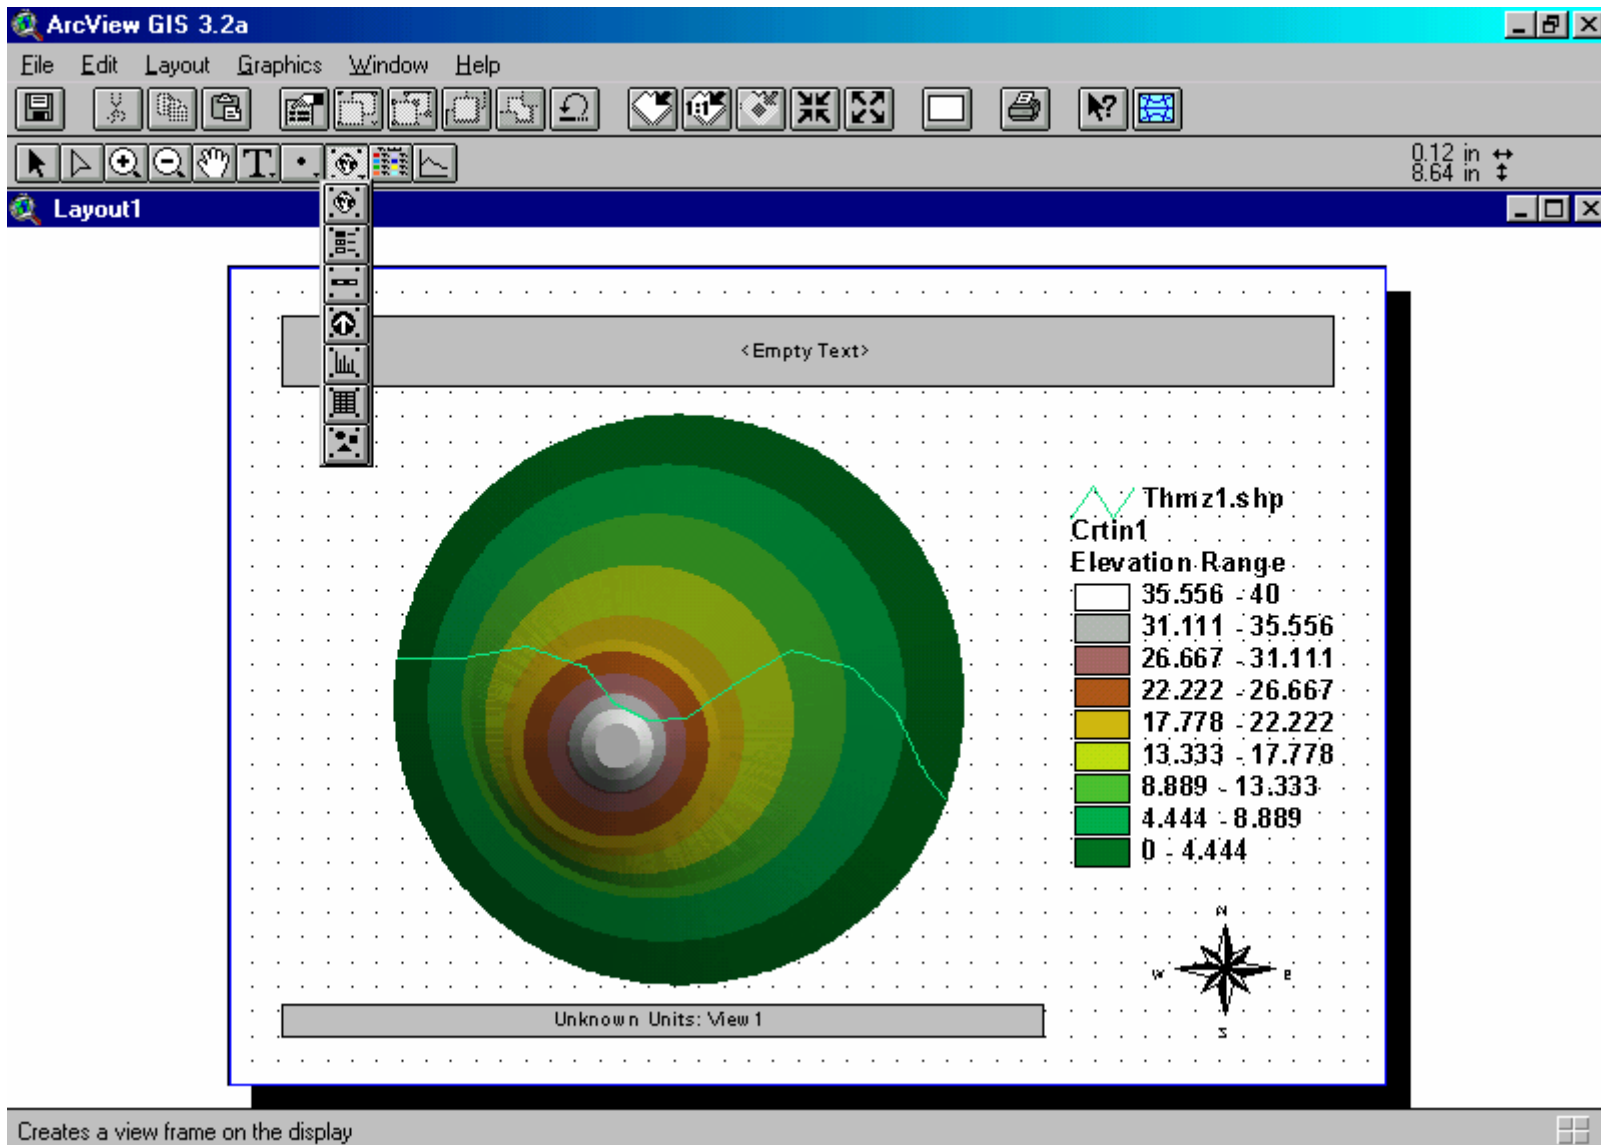 ArcView GIS 3.2a
File Edit Layout Graphics Window Help
1:1
T
?
0.12 in
8.64 in
Layout1
<Empty Text>
Thmz1.shp
Crtin1
Elevation Range
35.556 - 40
31.111 - 35.556
26.667 - 31.111
22.222 - 26.667
17.778 - 22.222
13.333 - 17.778
8.889 - 13.333
4.444 - 8.889
0 - 4.444
N
W E
S
Unknown Units: View1
Creates a view frame on the display